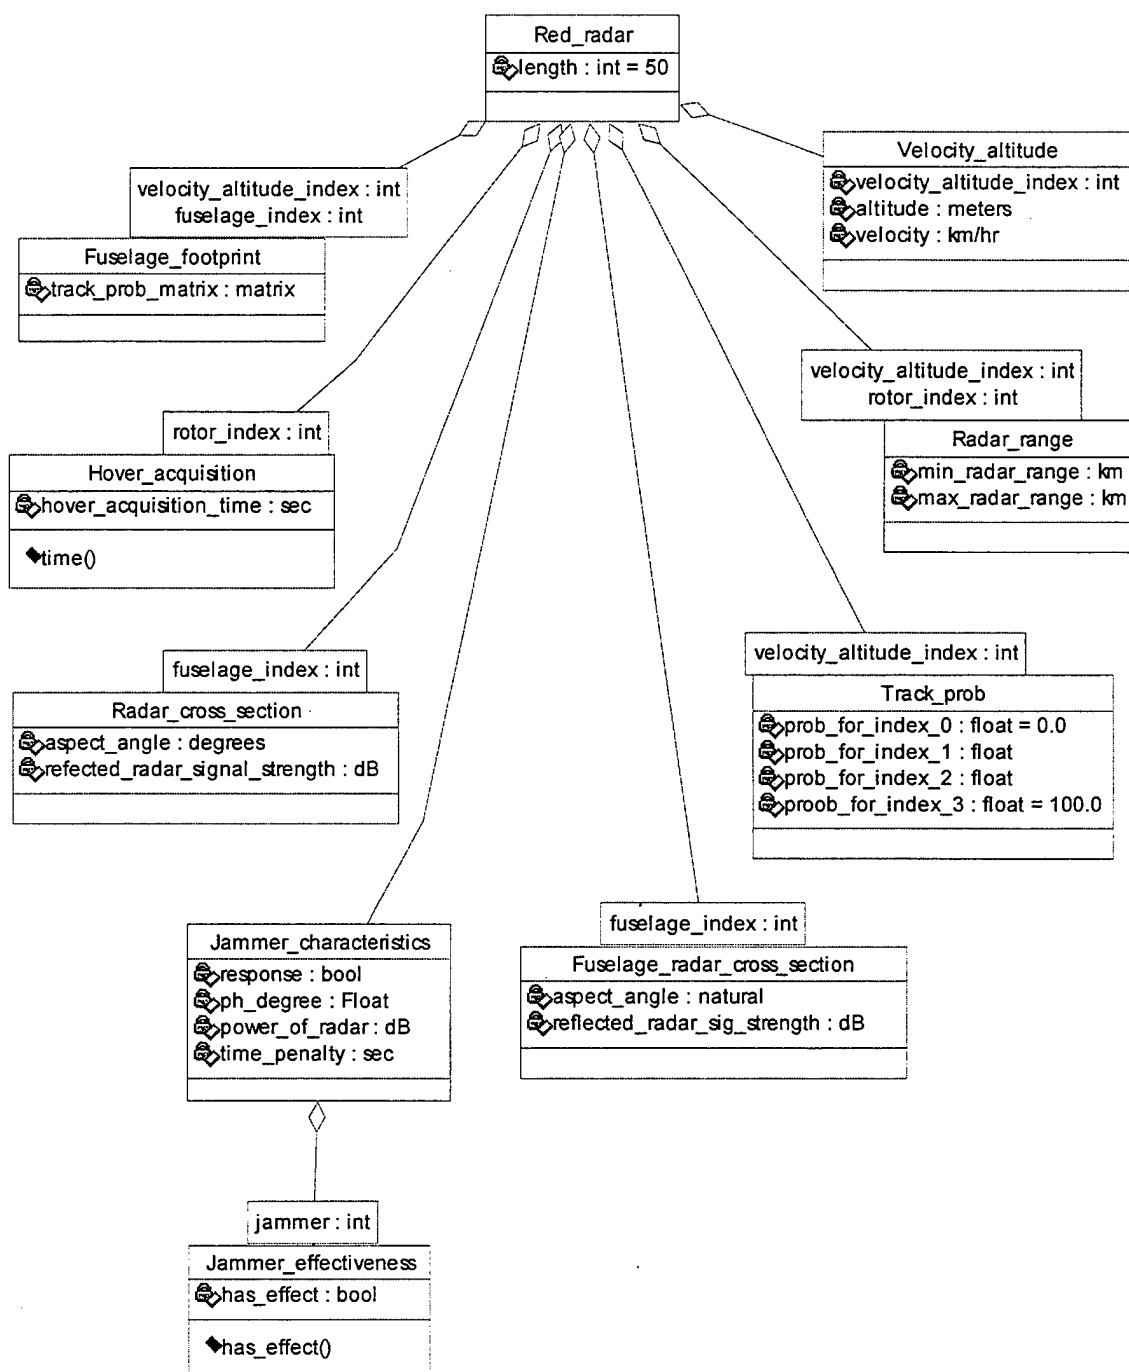 Red_radar
length : int = 50
Velocity_altitude
velocity_altitude_index : int
altitude : meters
velocity : km/hr
velocity_altitude_index : int
fuselage_index : int
Fuselage_footprint
track_prob_matrix : matrix
velocity_altitude_index : int
rotor_index : int
Radar_range
min_radar_range : km
max_radar_range : km
rotor_index : int
Hover_acquisition
hover_acquisition_time : sec
time()
fuselage_index : int
Radar_cross_section
aspect_angle : degrees
refected_radar_signal_strength : dB
velocity_altitude_index : int
Track_prob
prob_for_index_0 : float = 0.0
prob_for_index_1 : float
prob_for_index_2 : float
proob_for_index_3 : float = 100.0
Jammer_characteristics
response : bool
ph_degree : Float
power_of_radar : dB
time_penalty : sec
fuselage_index : int
Fuselage_radar_cross_section
aspect_angle : natural
reflected_radar_sig_strength : dB
jammer : int
Jammer_effectiveness
has_effect : bool
has_effect()